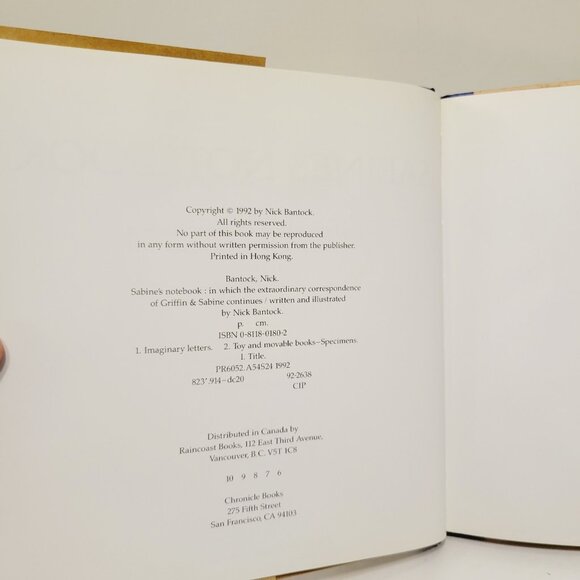 Copyright © 1992 by Nick Bantock.
All rights reserved.
No part of this book may be reproduced
in any form without written permission from the publisher.
Printed in Hong Kong.
Bantock, Nick.
Sabine's notebook : in which the extraordinary correspondence
of Griffin & Sabine continues / written and illustrated
by Nick Bantock.
p. cm.
ISBN 0-8118-0180-2
1. Imaginary letters. 2. Toy and movable books—Specimens.
I. Title.
PR6052.A54S24 1992
823'.914—dc20 92-2638
CIP
Distributed in Canada by
Raincoast Books, 112 East Third Avenue,
Vancouver, B.C. V5T 1C8
10 9 8 7 6
Chronicle Books
275 Fifth Street
San Francisco, CA 94103